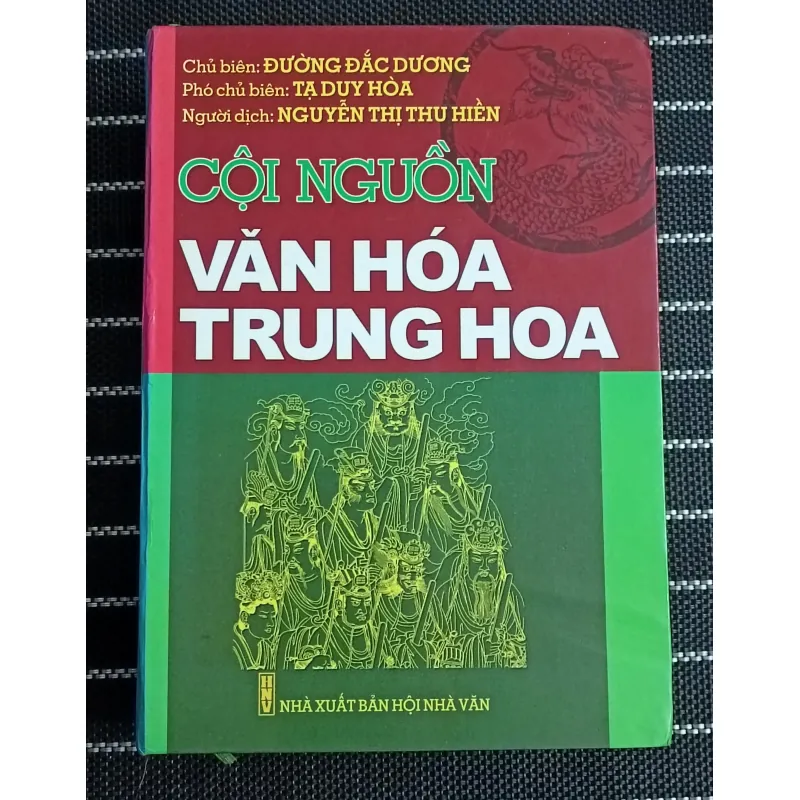 Chủ biên: ĐƯỜNG ĐẮC DƯƠNG
Phó chủ biên: TẠ DUY HÒA
Người dịch: NGUYỄN THỊ THU HIỀN
CỘI NGUỒN
VĂN HÓA
TRUNG HOA
HNV NHÀ XUẤT BẢN HỘI NHÀ VĂN